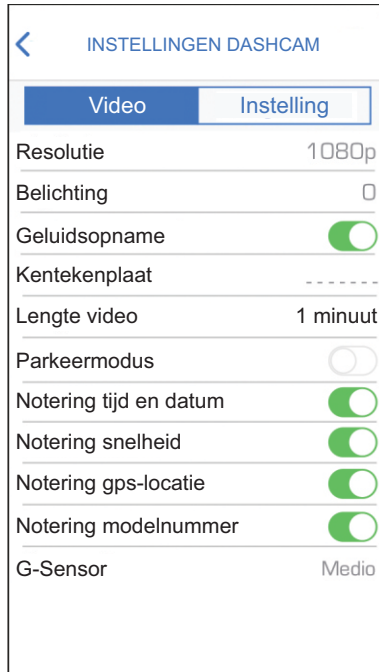 INSTELLINGEN DASHCAM
Video Instelling
Resolutie 1080p
Belichting 0
Geluidsopname
Kentekenplaat -------
Lengte video 1 minuut
Parkeermodus
Notering tijd en datum
Notering snelheid
Notering gps-locatie
Notering modelnummer
G-Sensor Medio